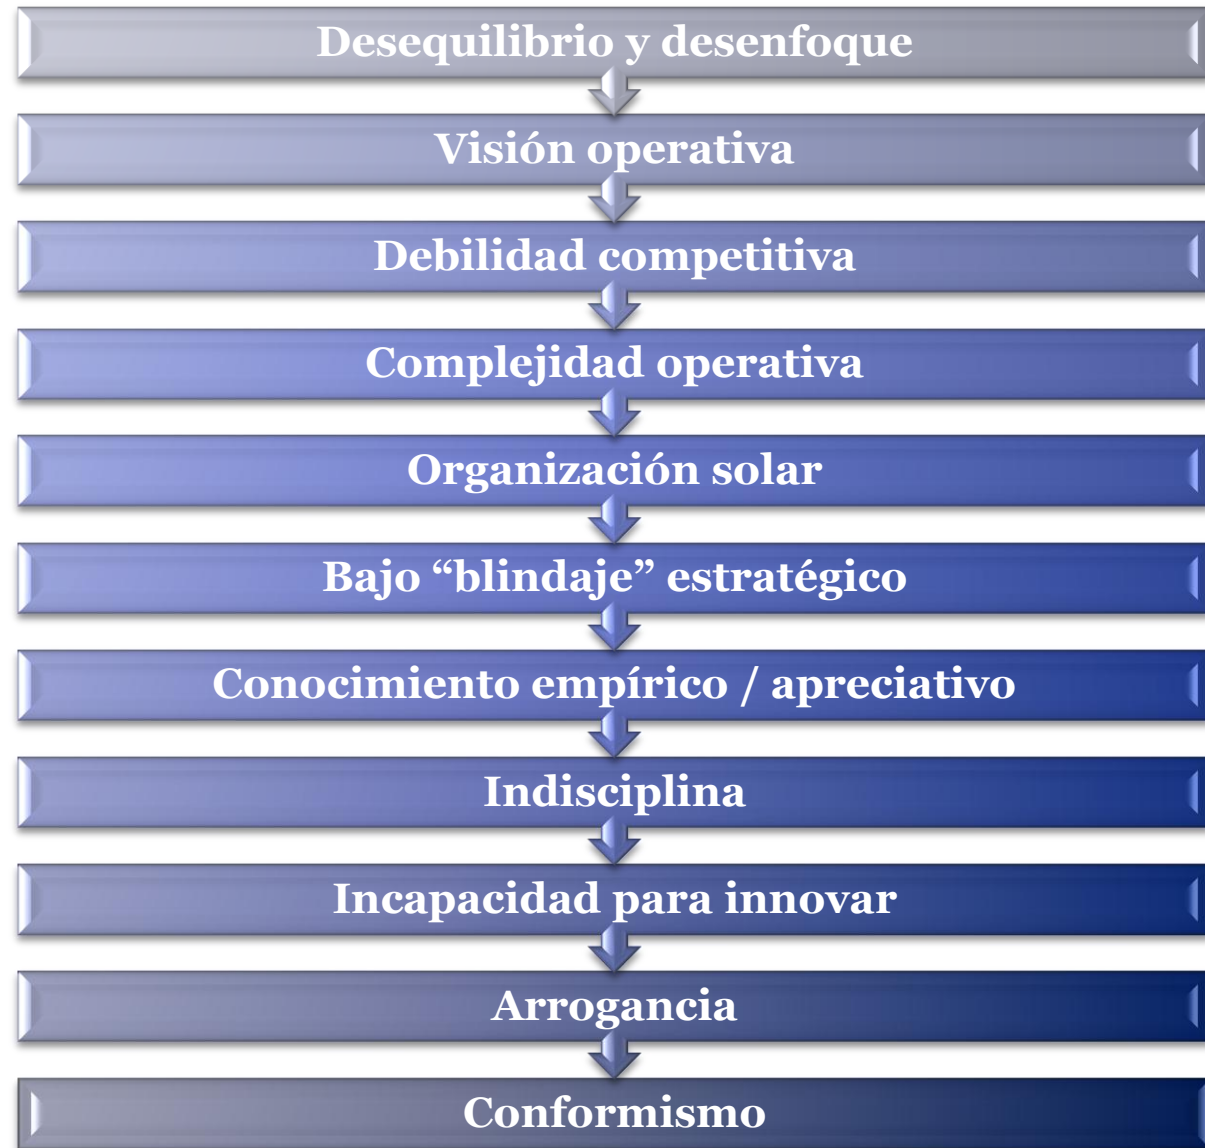 Desequilibrio y desenfoque
Visión operativa
Debilidad competitiva
Complejidad operativa
Organización solar
Bajo “blindaje” estratégico
Conocimiento empírico / apreciativo
Indisciplina
Incapacidad para innovar
Arrogancia
Conformismo